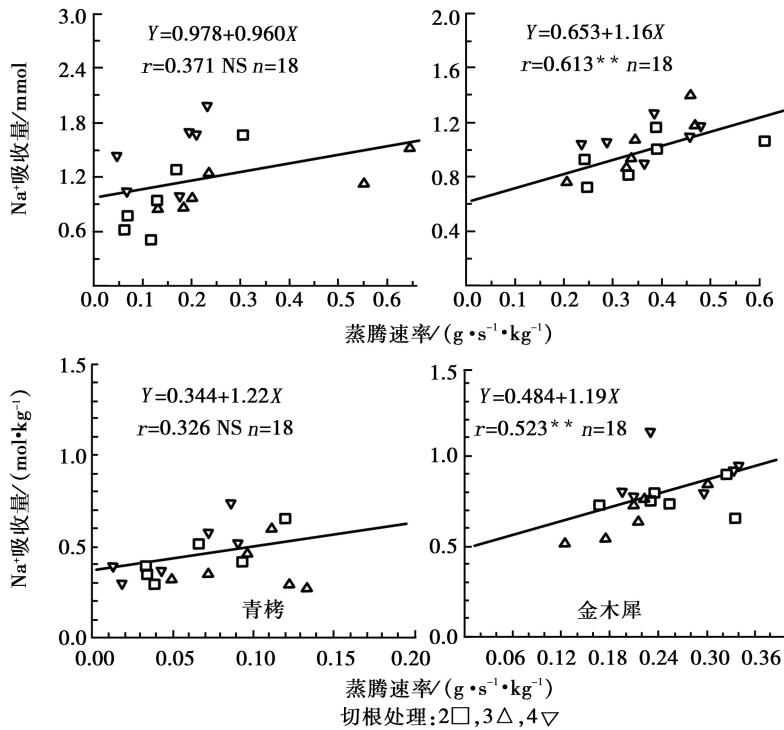 Y=0.978+0.960X
r=0.371 NS n=18
3.0
2.4
1.8
1.2
0.6
0.0 0.1 0.2 0.3 0.4 0.5 0.6
Na⁺吸收量/mmol
Y=0.653+1.16X
r=0.613** n=18
2.0
1.6
1.2
0.8
0.4
0.0 0.1 0.2 0.3 0.4 0.5 0.6
蒸腾速率/(g•s⁻¹•kg⁻¹)
Y=0.344+1.22X
r=0.326 NS n=18
1.5
1.0
0.5
0.0
0.00 0.05 0.10 0.15 0.20
Na⁺吸收量/(mol•kg⁻¹)
青栲
Y=0.484+1.19X
r=0.523** n=18
1.5
1.0
0.5
0.0
0.06 0.12 0.18 0.24 0.30 0.36
金木犀
蒸腾速率/(g•s⁻¹•kg⁻¹)
切根处理:2□,3△,4▽